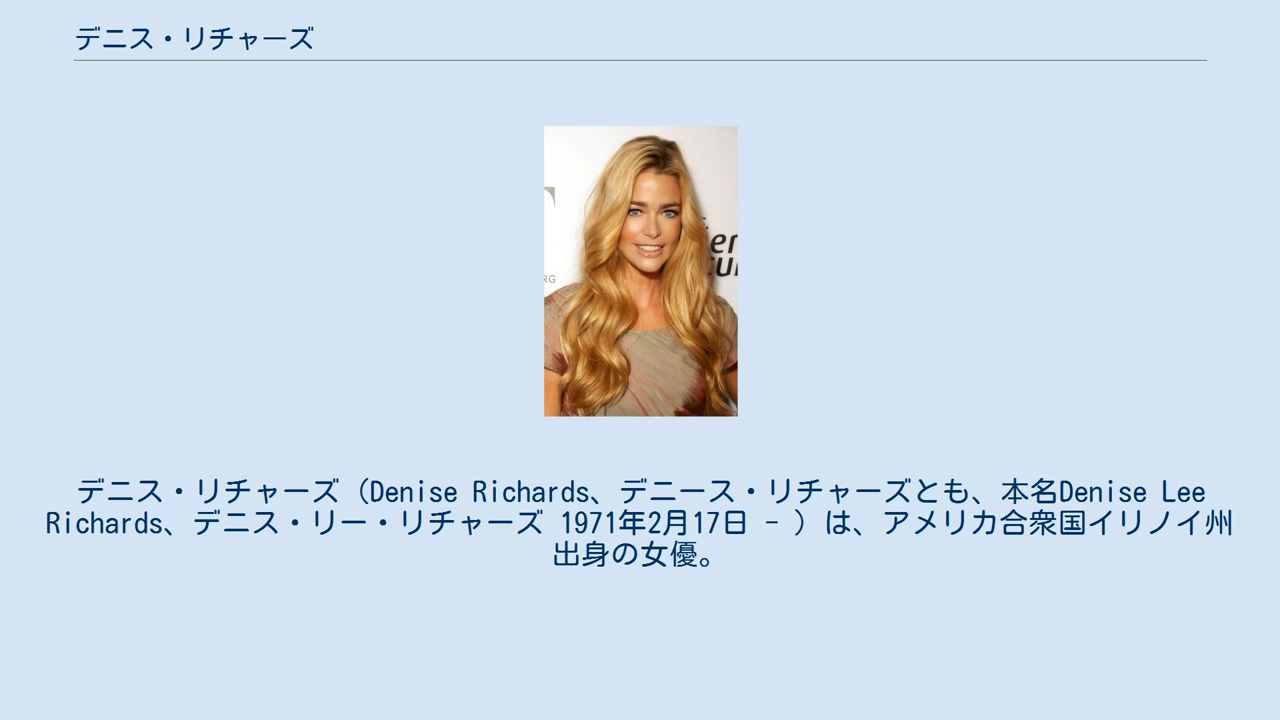 デニス・リチャーズ
RG
er
cur
デニス・リチャーズ（Denise Richards、デニース・リチャーズとも、本名Denise Lee
Richards、デニス・リー・リチャーズ 1971年2月17日 - ）は、アメリカ合衆国イリノイ州
出身の女優。